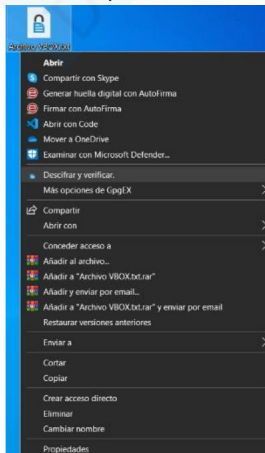 Archivo VBOX.txt
Abrir
Compartir con Skype
Generar huella digital con AutoFirma
Firmar con AutoFirma
Abrir con Code
Mover a OneDrive
Examinar con Microsoft Defender...
Descifrar y verificar.
Más opciones de GpgEX
Compartir
Abrir con
Conceder acceso a
Añadir al archivo...
Añadir a "Archivo VBOX.txt.rar"
Añadir y enviar por email...
Añadir a "Archivo VBOX.txt.rar" y enviar por email
Restaurar versiones anteriores
Enviar a
Cortar
Copiar
Crear acceso directo
Eliminar
Cambiar nombre
Propiedades